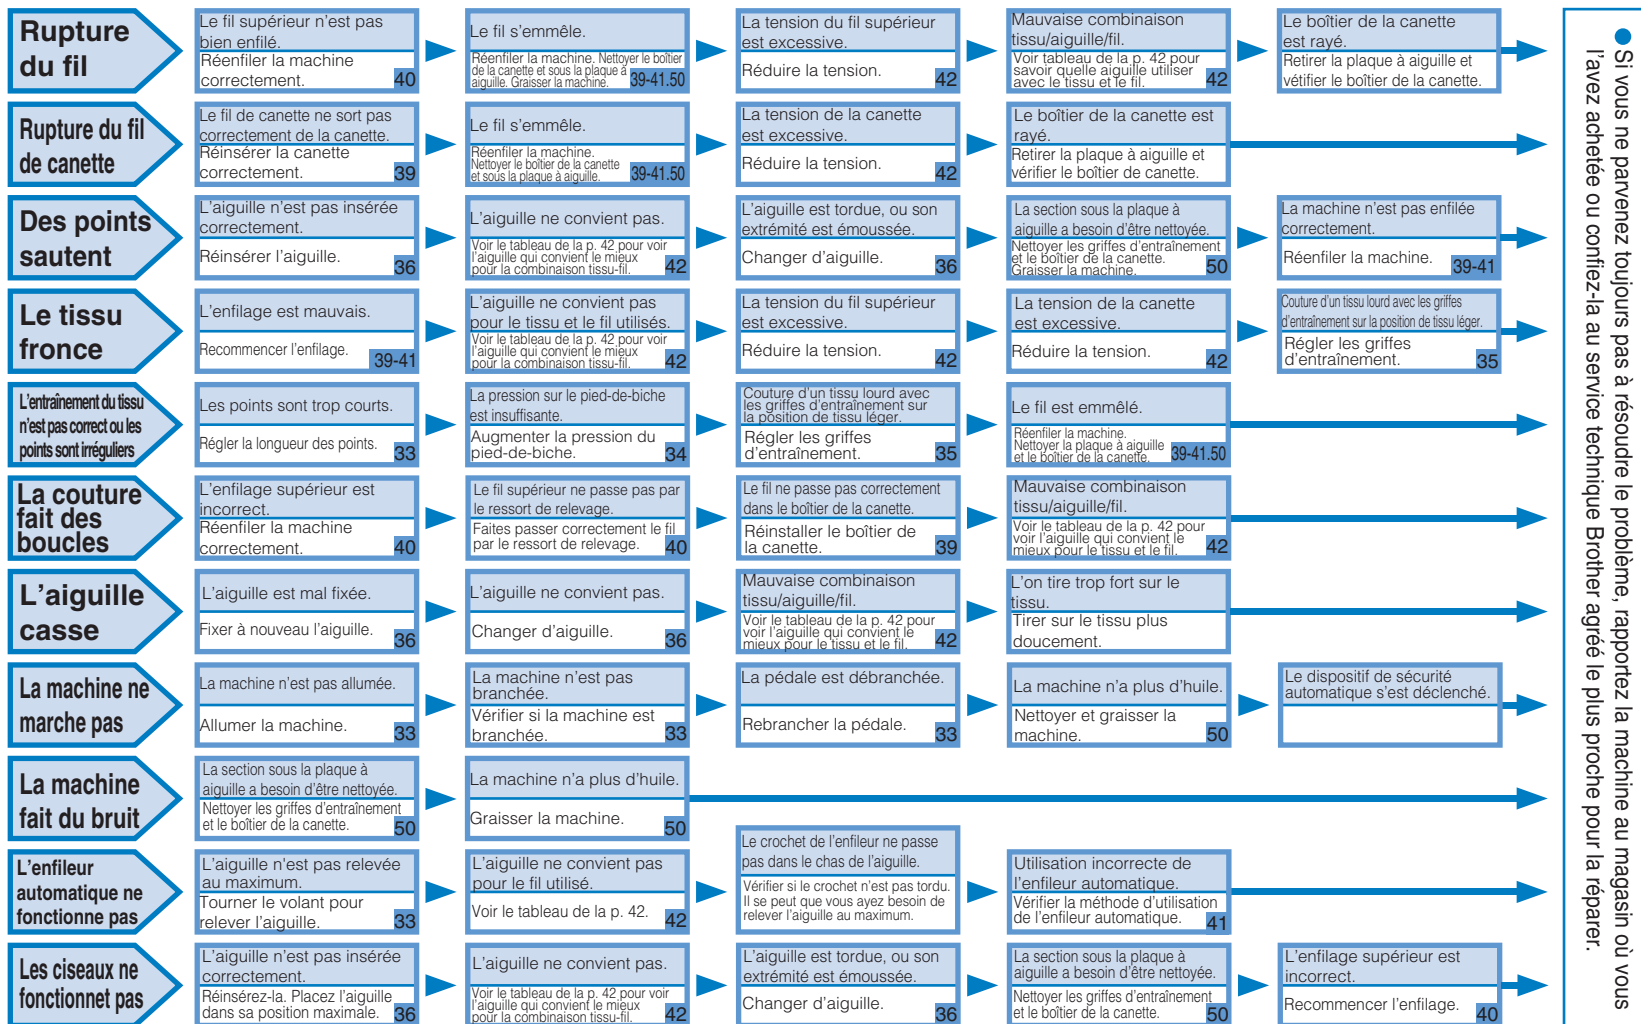 Rupture
du fil
Le fil supérieur n'est pas
bien enfilé.
Réenfiler la machine
correctement.
40
Le fil s'emmêle.
Réenfiler la machine. Nettoyer le boîtier
de la canette et sous la plaque à
aiguille. Graisser la machine.
39-41.50
La tension du fil supérieur
est excessive.
Réduire la tension.
42
Mauvaise combinaison
tissu/aiguille/fil.
Voir tableau de la p. 42 pour
savoir quelle aiguille utiliser
avec le tissu et le fil.
42
Le boîtier de la canette
est rayé.
Retirer la plaque à aiguille et
vétifier le boîtier de la canette.
Rupture du fil
de canette
Le fil de canette ne sort pas
correctement de la canette.
Réinsérer la canette
correctement.
39
Le fil s'emmêle.
Réenfiler la machine.
Nettoyer le boîtier de la canette
et sous la plaque à aiguille.
39-41.50
La tension de la canette
est excessive.
Réduire la tension.
42
Le boîtier de la canette est
rayé.
Retirer la plaque à aiguille et
vérifier le boîtier de canette.
Des points
sautent
L'aiguille n'est pas insérée
correctement.
Réinsérer l'aiguille.
36
L'aiguille ne convient pas.
Voir le tableau de la p. 42 pour voir
l'aiguille qui convient le mieux
pour la combinaison tissu-fil.
42
L'aiguille est tordue, ou son
extrémité est émoussée.
Changer d'aiguille.
36
La section sous la plaque à
aiguille a besoin d'être nettoyée.
Nettoyer les griffes d'entraînement
et le boîtier de la canette.
Graisser la machine.
50
La machine n'est pas enfilée
correctement.
Réenfiler la machine.
39-41
Le tissu
fronce
L'enfilage est mauvais.
Recommencer l'enfilage.
39-41
L'aiguille ne convient pas
pour le tissu et le fil utilisés.
Voir le tableau de la p. 42 pour voir
l'aiguille qui convient le mieux
pour la combinaison tissu-fil.
42
La tension du fil supérieur
est excessive.
Réduire la tension.
42
La tension de la canette
est excessive.
Réduire la tension.
42
Couture d'un tissu lourd avec les griffes
d'entraînement sur la position de tissu léger.
Régler les griffes
d'entraînement.
35
L'entraînement du tissu
n'est pas correct ou les
points sont irréguliers
Les points sont trop courts.
Régler la longueur des points.
33
La pression sur le pied-de-biche
est insuffisante.
Augmenter la pression du
pied-de-biche.
34
Couture d'un tissu lourd avec
les griffes d'entraînement sur
la position de tissu léger.
Régler les griffes
d'entraînement.
35
Le fil est emmêlé.
Réenfiler la machine.
Nettoyer la plaque à aiguille
et le boîtier de la canette.
39-41.50
La couture
fait des
boucles
L'enfilage supérieur est
incorrect.
Réenfiler la machine
correctement.
40
Le fil supérieur ne passe pas par
le ressort de relevage.
Faites passer correctement le fil
par le ressort de relevage.
40
Le fil ne passe pas correctement
dans le boîtier de la canette.
Réinstaller le boîtier de
la canette.
39
Mauvaise combinaison
tissu/aiguille/fil.
Voir le tableau de la p. 42 pour
voir l'aiguille qui convient le
mieux pour le tissu et le fil.
42
L'aiguille
casse
L'aiguille est mal fixée.
Fixer à nouveau l'aiguille.
36
L'aiguille ne convient pas.
Changer d'aiguille.
36
Mauvaise combinaison
tissu/aiguille/fil.
Voir le tableau de la p. 42 pour
voir l'aiguille qui convient le
mieux pour le tissu et le fil.
42
L'on tire trop fort sur le
tissu.
Tirer sur le tissu plus
doucement.
La machine ne
marche pas
La machine n'est pas allumée.
Allumer la machine.
33
La machine n'est pas
branchée.
Vérifier si la machine est
branchée.
33
La pédale est débranchée.
Rebrancher la pédale.
33
La machine n'a plus d'huile.
Nettoyer et graisser la
machine.
50
Le dispositif de sécurité
automatique s'est déclenché.
La machine
fait du bruit
La section sous la plaque à
aiguille a besoin d'être nettoyée.
Nettoyer les griffes d'entraînement
et le boîtier de la canette.
50
La machine n'a plus d'huile.
Graisser la machine.
50
L'enfileur
automatique ne
fonctionne pas
L'aiguille n'est pas relevée
au maximum.
Tourner le volant pour
relever l'aiguille.
33
L'aiguille ne convient pas
pour le fil utilisé.
Voir le tableau de la p. 42.
42
Le crochet de l'enfileur ne passe
pas dans le chas de l'aiguille.
Vérifier si le crochet n'est pas tordu.
Il se peut que vous ayez besoin de
relever l'aiguille au maximum.
Utilisation incorrecte de
l'enfileur automatique.
Vérifier la méthode d'utilisation
de l'enfileur automatique.
41
Les ciseaux ne
fonctionnet pas
L'aiguille n'est pas insérée
correctement.
Réinsérez-la. Placez l'aiguille
dans sa position maximale.
36
L'aiguille ne convient pas.
Voir le tableau de la p. 42 pour voir
l'aiguille qui convient le mieux
pour la combinaison tissu-fil.
42
L'aiguille est tordue, ou son
extrémité est émoussée.
Changer d'aiguille.
36
La section sous la plaque à
aiguille a besoin d'être nettoyée.
Nettoyer les griffes d'entraînement
et le boîtier de la canette.
50
L'enfilage supérieur est
incorrect.
Recommencer l'enfilage.
40
● Si vous ne parvenez toujours pas à résoudre le problème, rapportez la machine au magasin où vous
l'avez achetée ou confiez-la au service technique Brother agréé le plus proche pour la réparer.